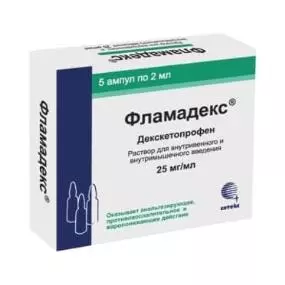 5 ампул по 2 мл
Фламадекс®
Декскетопрофен
Раствор для внутривенного и
внутримышечного введения
25 мг/мл
Оказывает анальгезирующее,
противовоспалительное и
жаропонижающее действие
сотекс
Фламадекс®